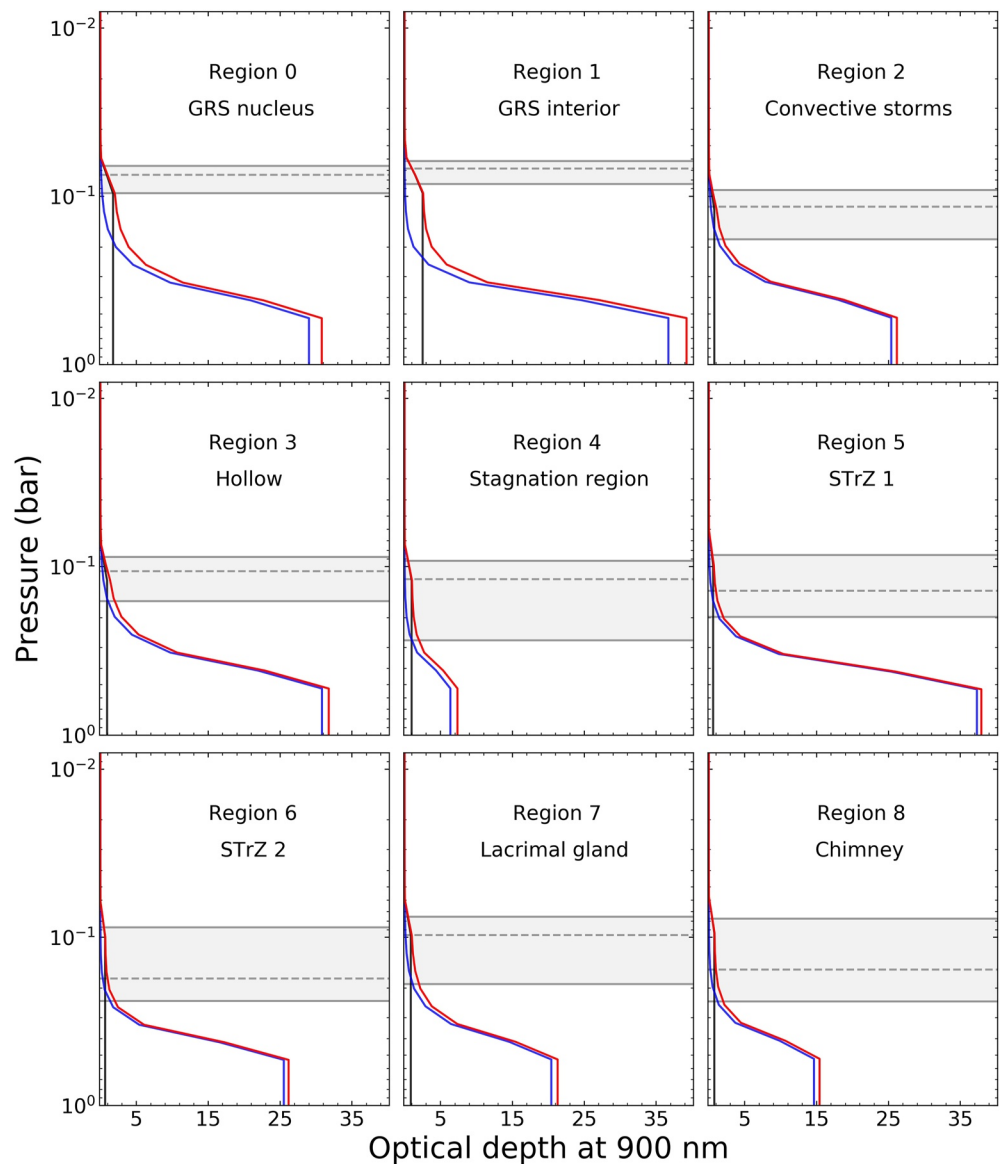 Region 0
GRS nucleus
Region 1
GRS interior
Region 2
Convective storms
10⁻²
10⁻¹
10⁰
Region 3
Hollow
Region 4
Stagnation region
Region 5
STrZ 1
10⁻²
10⁻¹
10⁰
Pressure (bar)
Region 6
STrZ 2
Region 7
Lacrimal gland
Region 8
Chimney
10⁻²
10⁻¹
10⁰
5 15 25 35 5 15 25 35 5 15 25 35
Optical depth at 900 nm